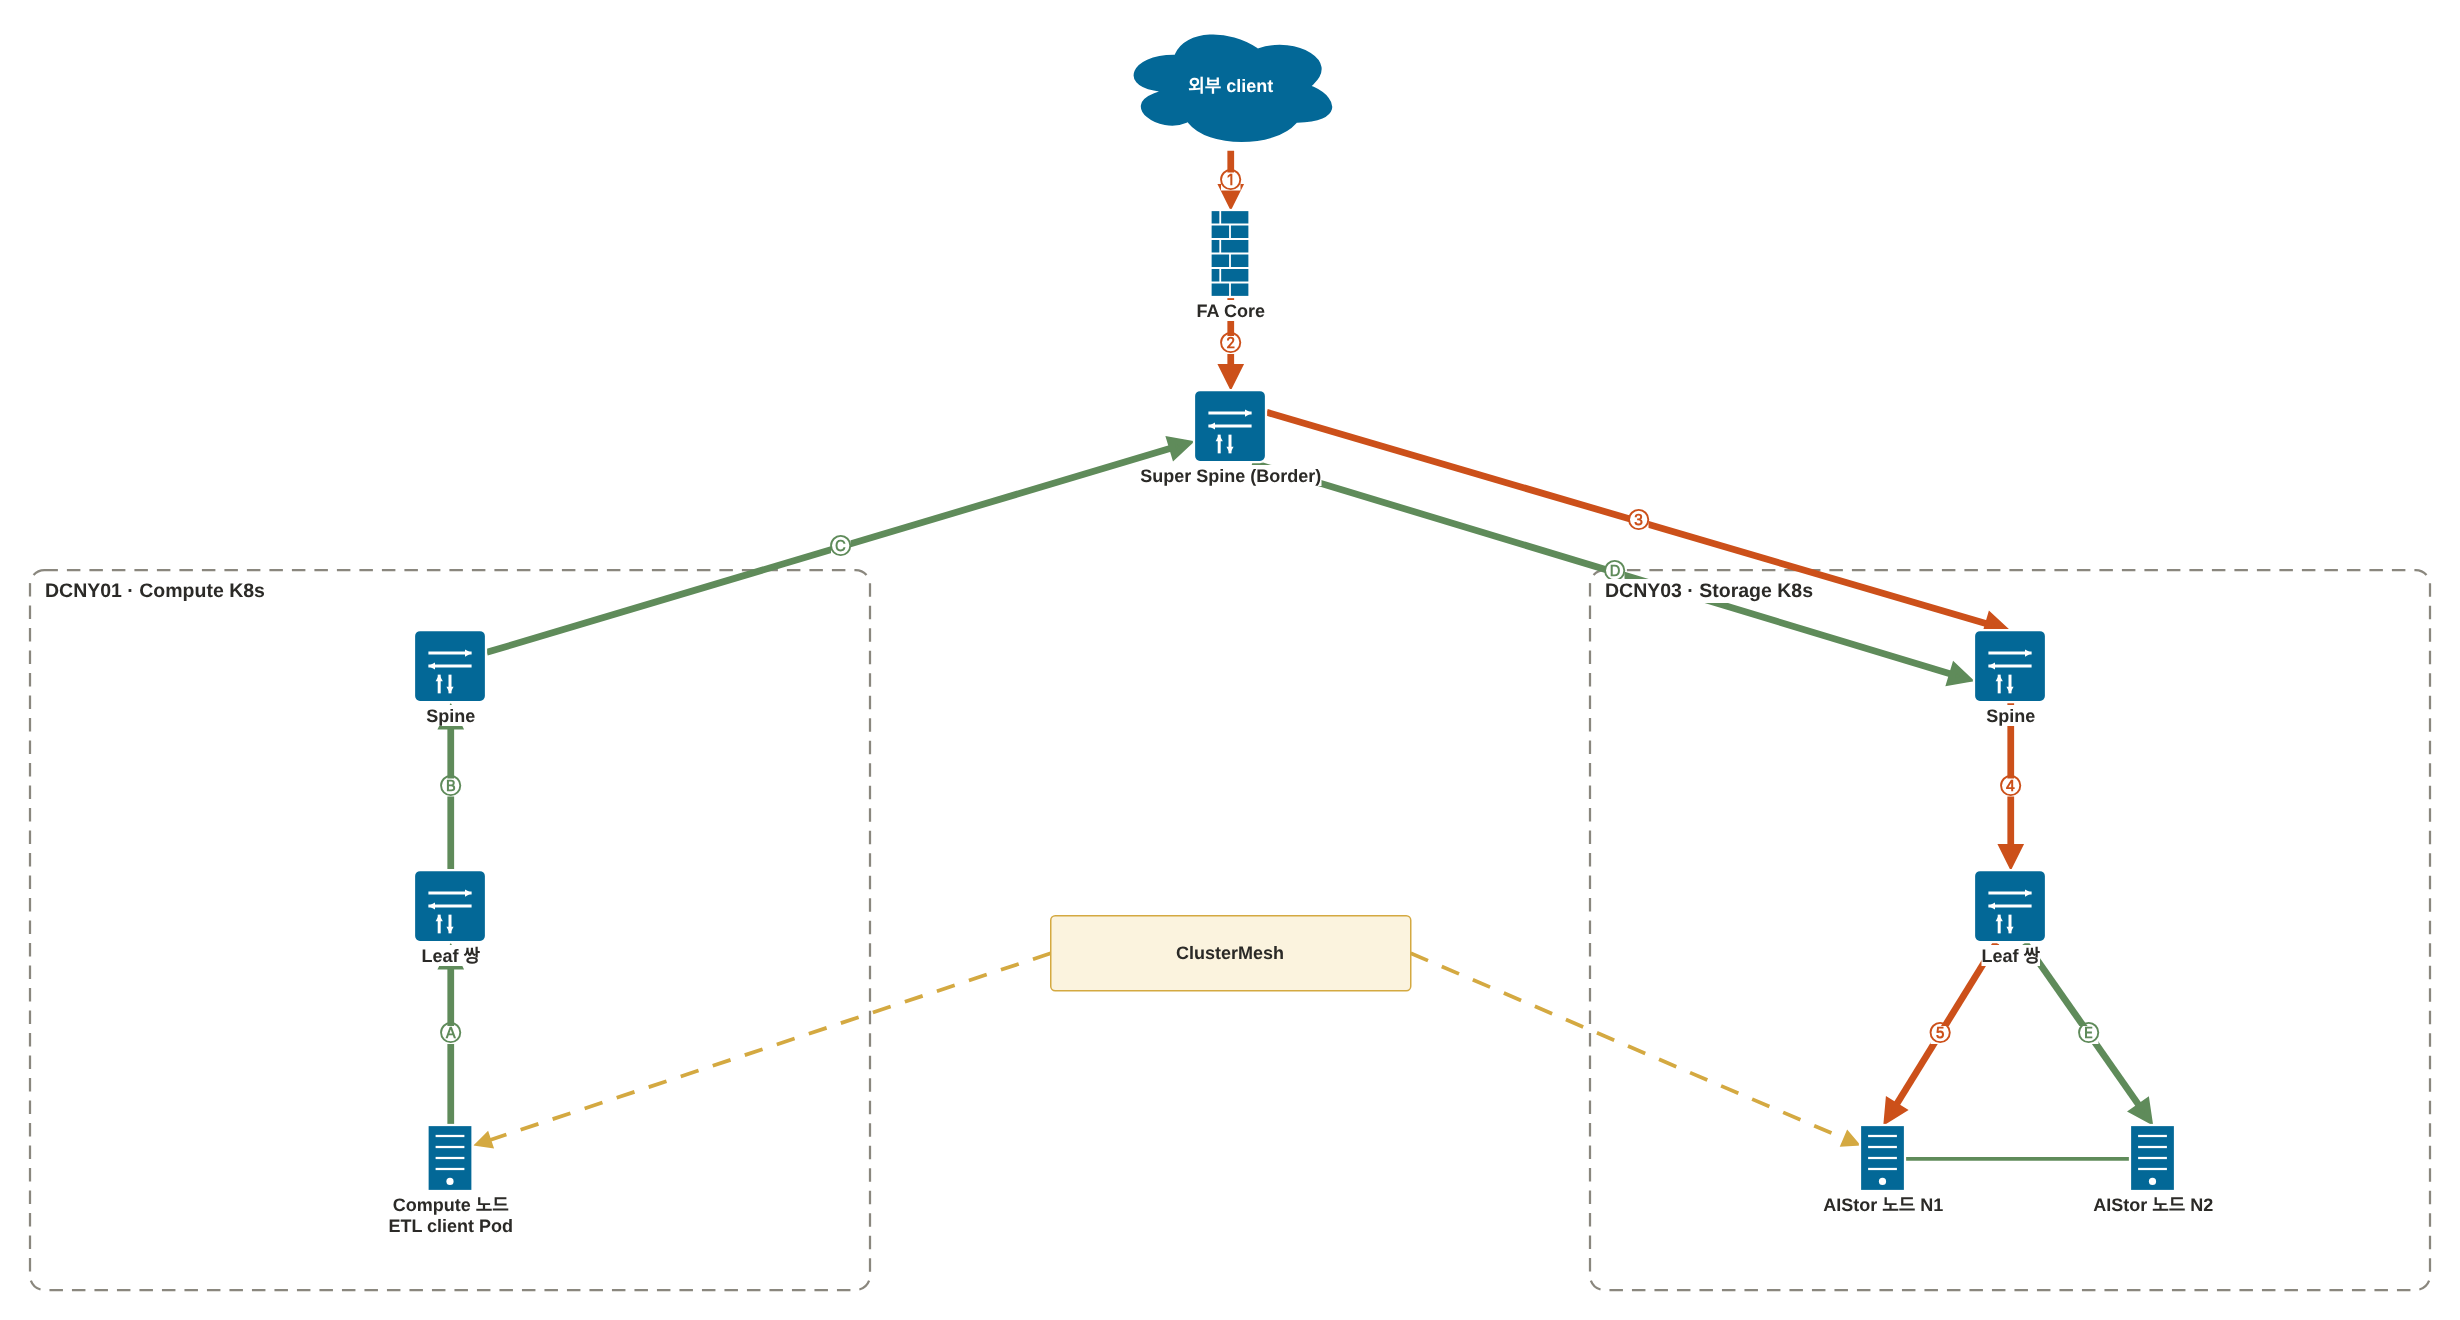 외부 client
①
FA Core
②
Super Spine (Border)
③
Ⓒ
Ⓓ
DCNY01 · Compute K8s
DCNY03 · Storage K8s
Spine
Spine
Ⓑ
④
Leaf 쌍
ClusterMesh
Leaf 쌍
Ⓐ
⑤
Ⓔ
Compute 노드
ETL client Pod
AIStor 노드 N1
AIStor 노드 N2